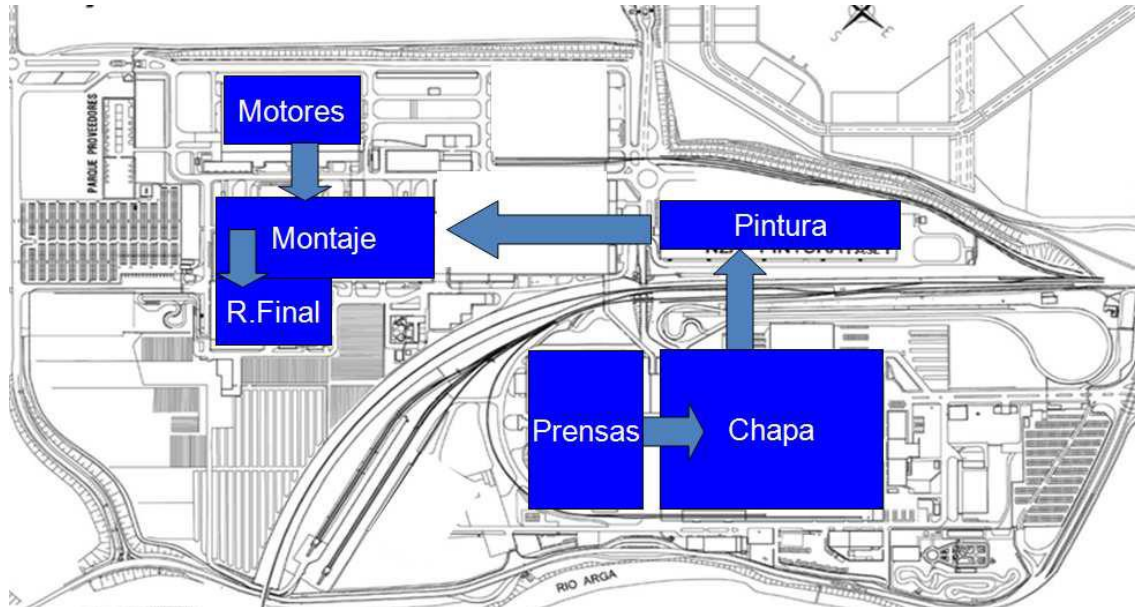 S
E
Motores
PARQUE PROVEEDORES
Montaje
Pintura
R.Final
Prensas
Chapa
RIO ARGA